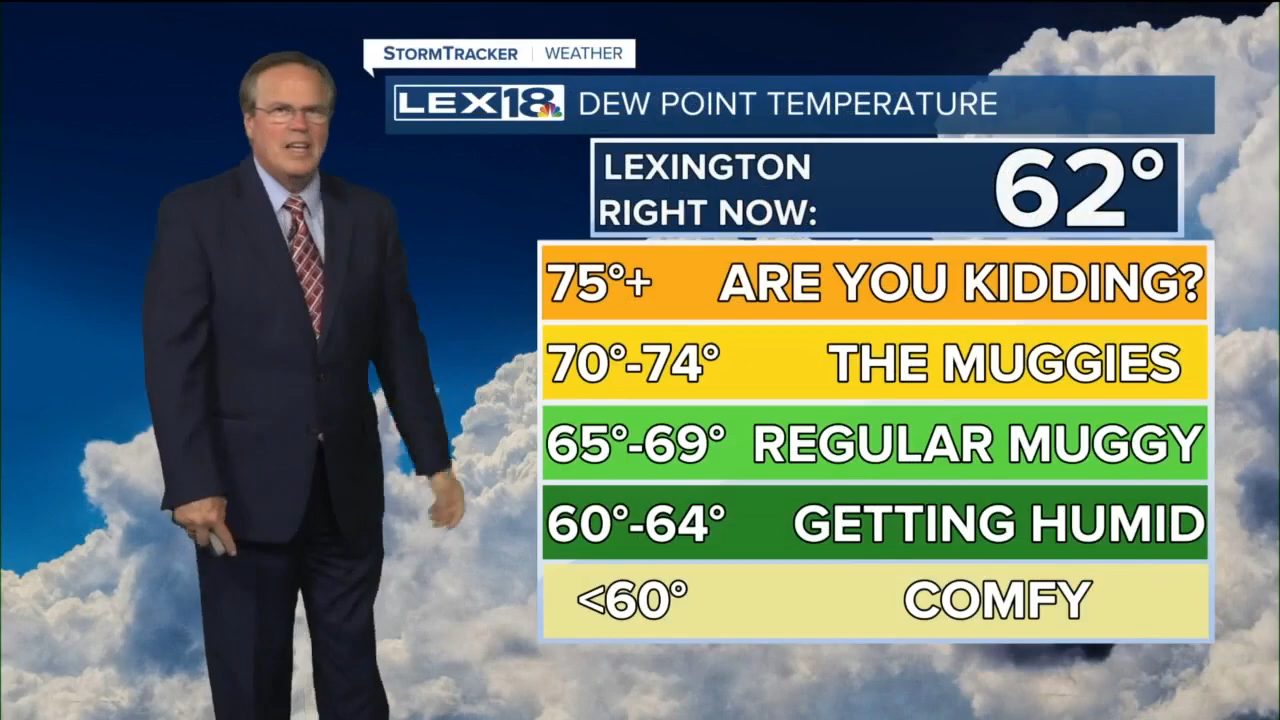 STORMTRACKER | WEATHER
LEX18 DEW POINT TEMPERATURE
LEXINGTON
RIGHT NOW: 62°
75°+ ARE YOU KIDDING?
70°-74° THE MUGGIES
65°-69° REGULAR MUGGY
60°-64° GETTING HUMID
<60° COMFY